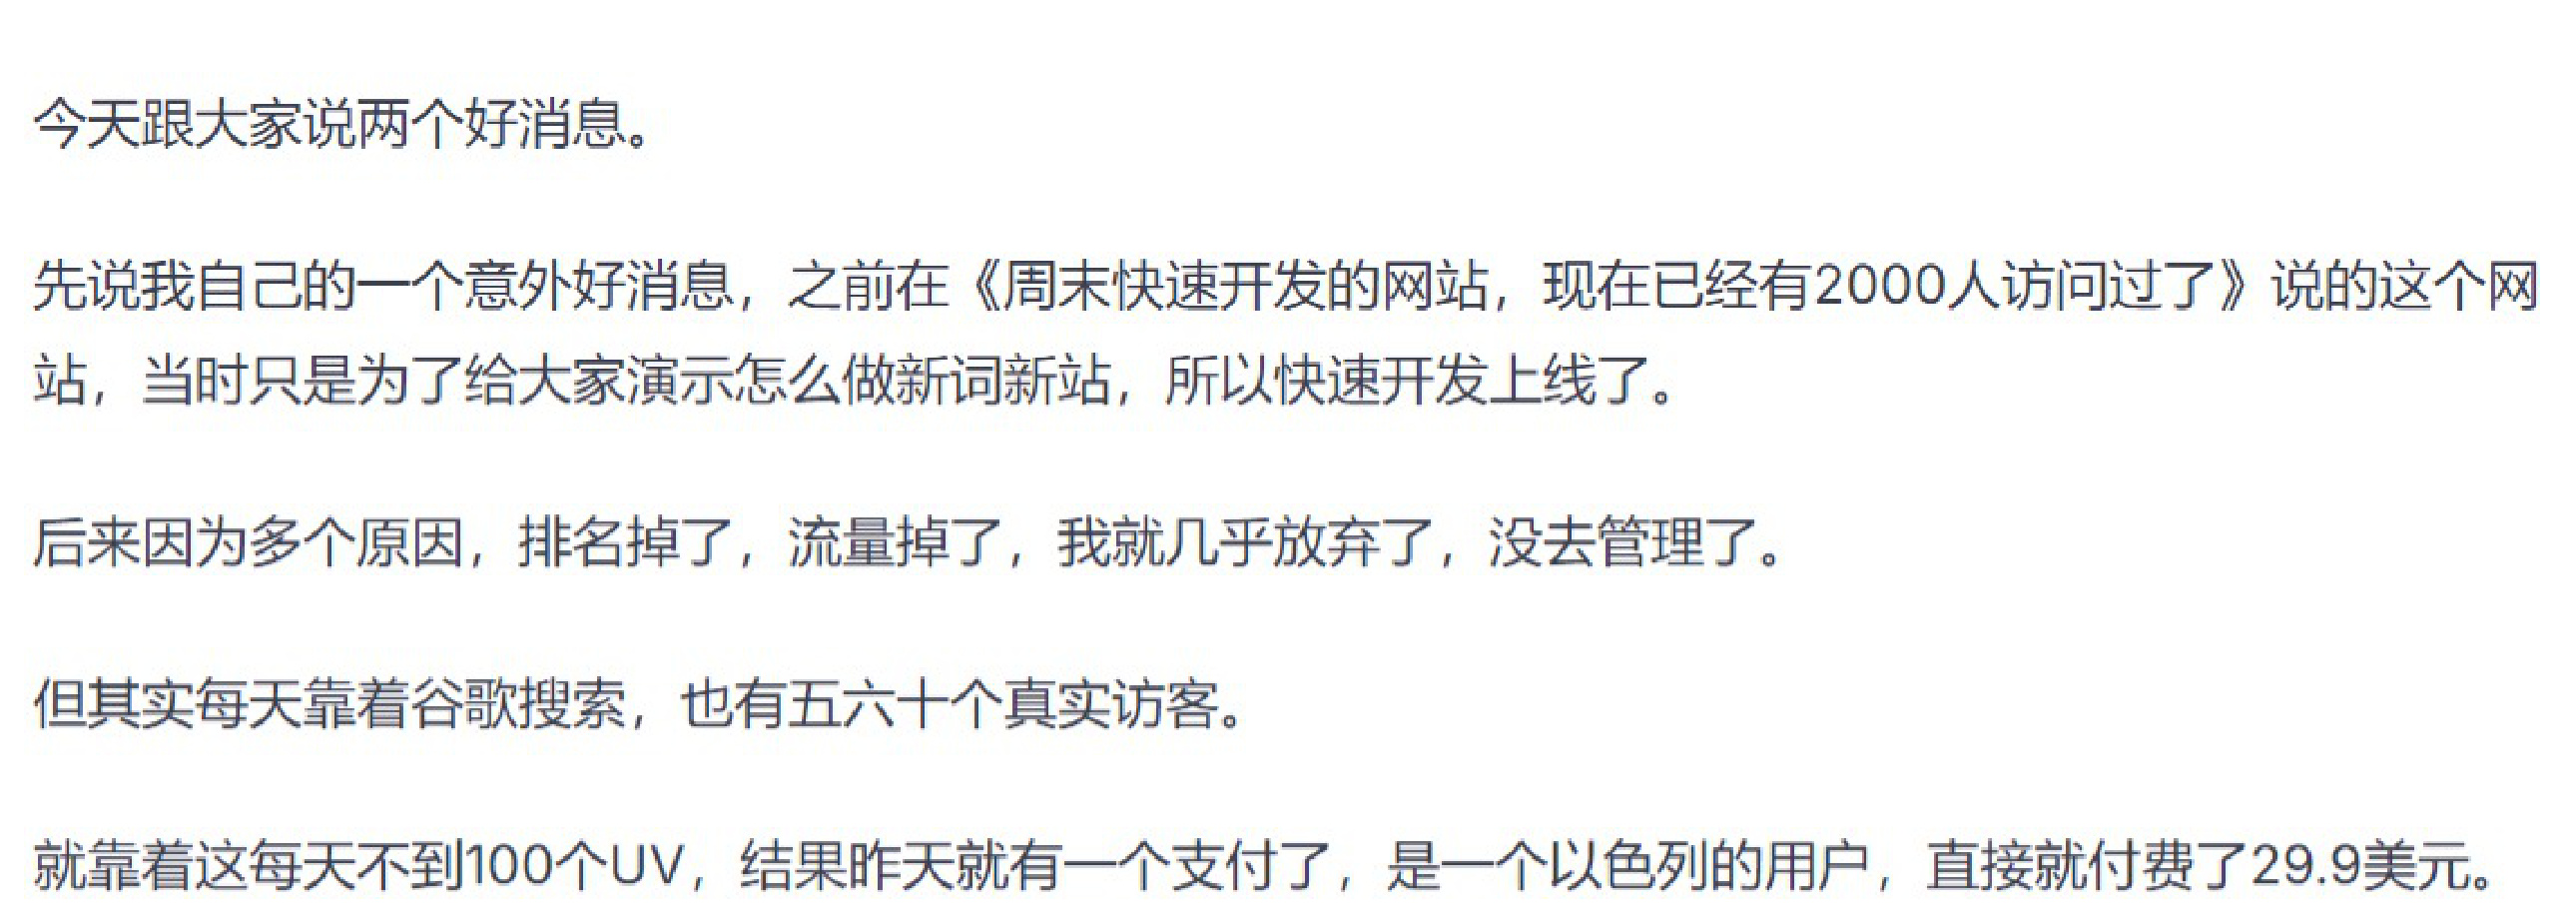 今天跟大家说两个好消息。
先说我自己的一个意外好消息，之前在《周末快速开发的网站，现在已经有2000人访问过了》说的这个网
站，当时只是为了给大家演示怎么做新词新站，所以快速开发上线了。
后来因为多个原因，排名掉了，流量掉了，我就几乎放弃了，没去管理了。
但其实每天靠着谷歌搜索，也有五六十个真实访客。
就靠着这每天不到100个UV，结果昨天就有一个支付了，是一个以色列的用户，直接就付费了29.9美元。